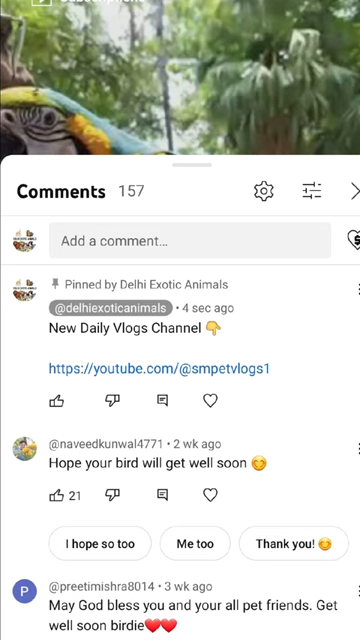 Comments 157
Add a comment...
Pinned by Delhi Exotic Animals
@delhiexoticanimals • 4 sec ago
New Daily Vlogs Channel 👇
https://youtube.com/@smpetvlogs1
@naveedkunwal4771 • 2 wk ago
Hope your bird will get well soon 😊
21
I hope so too
Me too
Thank you! 😊
P
@preetimishra8014 • 3 wk ago
May God bless you and your all pet friends. Get
well soon birdie❤️❤️